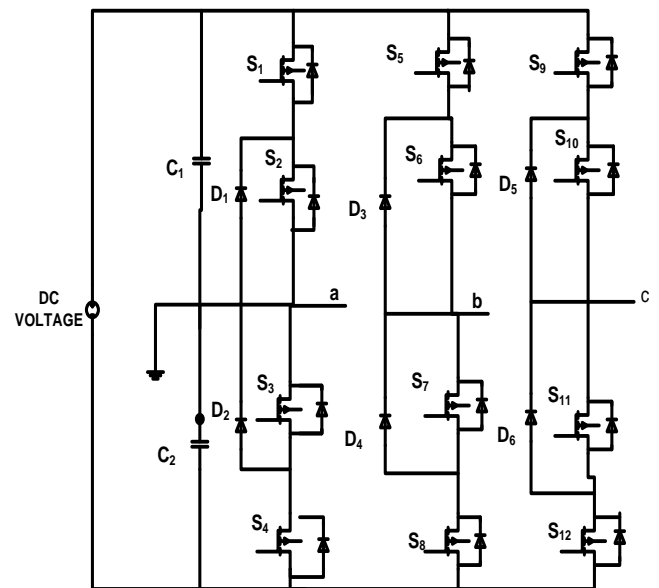 S₁
S₅
S₉
S₂
S₆
S₁₀
C₁
D₁
D₃
D₅
DC
VOLTAGE
a
b
c
S₃
S₇
S₁₁
D₂
D₄
D₆
C₂
S₄
S₈
S₁₂